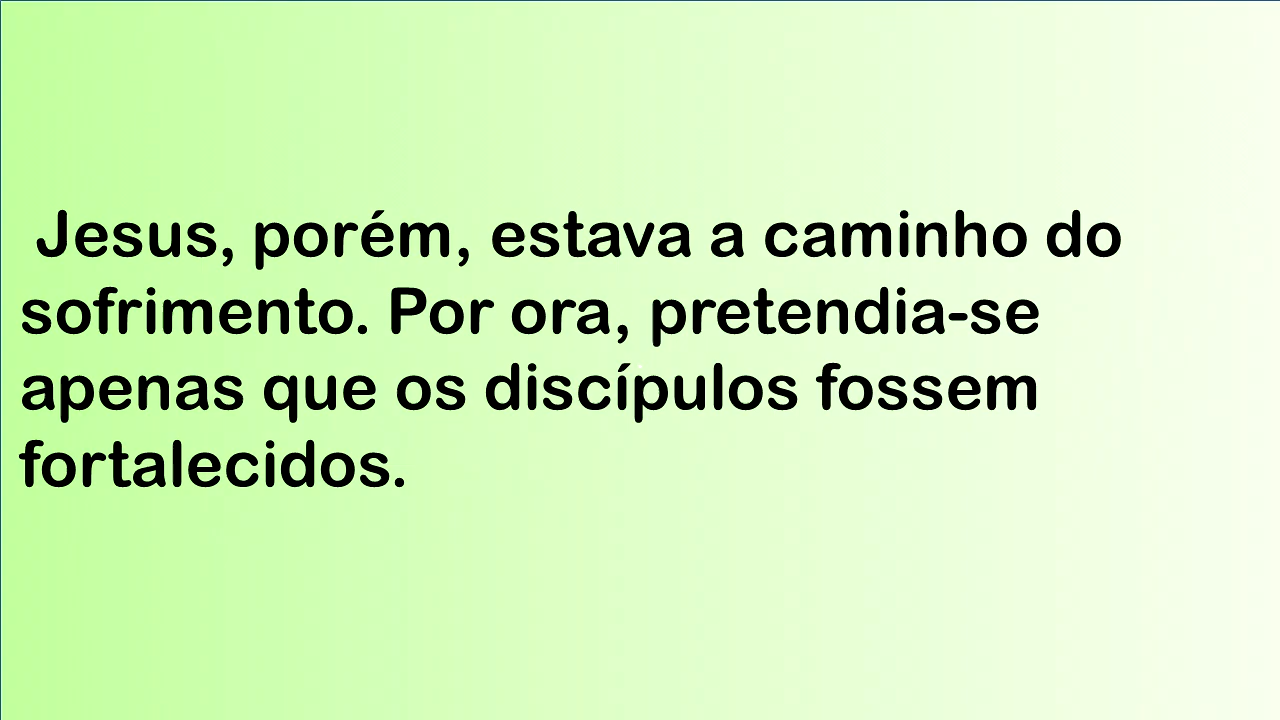 Jesus, porém, estava a caminho do
sofrimento. Por ora, pretendia-se
apenas que os discípulos fossem
fortalecidos.